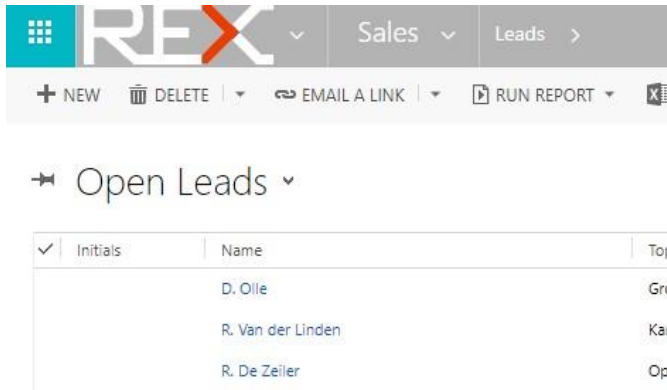 REX Sales Leads
NEW DELETE EMAIL A LINK RUN REPORT
Open Leads
Initials Name
D. Olle
R. Van der Linden
R. De Zeiler